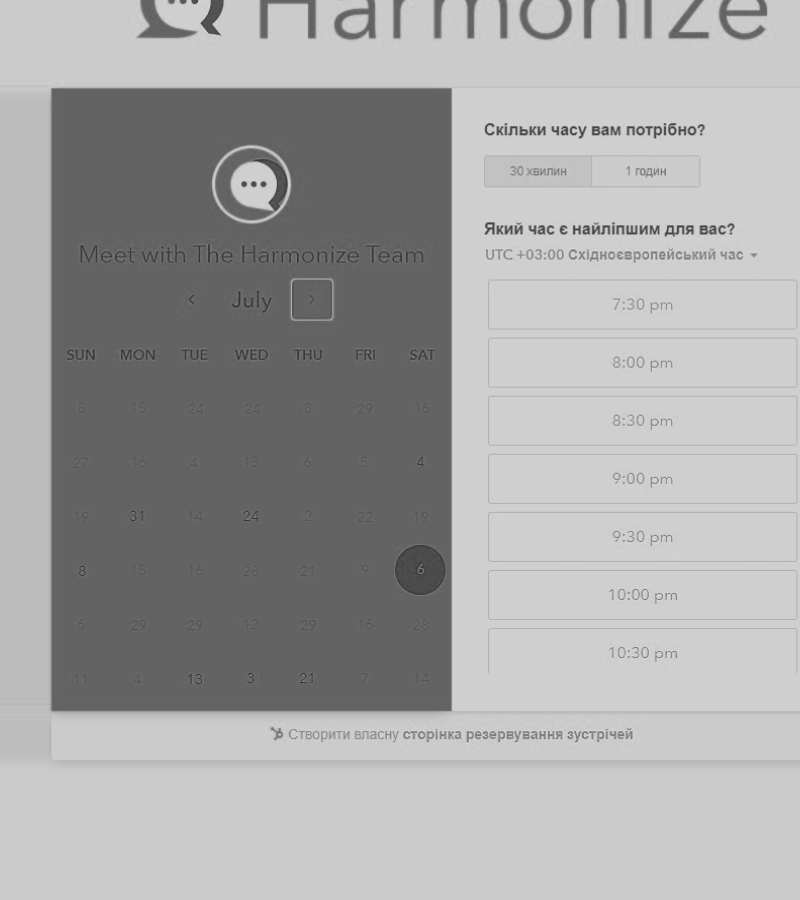 Harmonize
Meet with The Harmonize Team
July
SUN MON TUE WED THU FRI SAT
8 15 24 24 8 29 16
27 16 4 13 6 5 4
19 31 14 24 2 22 19
8 15 16 28 21 9 6
6 29 29 12 29 16 28
11 4 13 3 21 7 14
Скільки часу вам потрібно?
30 хвилин 1 годин
Який час є найліпшим для вас?
UTC +03:00 Східноєвропейський час
7:30 pm
8:00 pm
8:30 pm
9:00 pm
9:30 pm
10:00 pm
10:30 pm
Створити власну сторінка резервування зустрічей